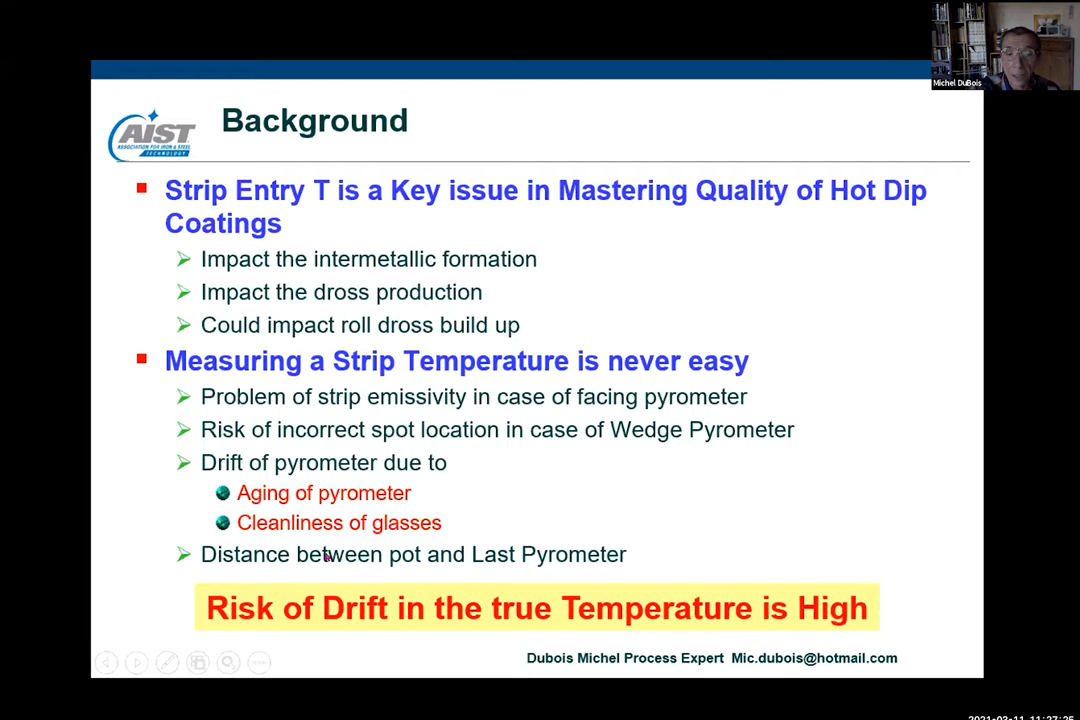 Michel DuBois
AIST
ASSOCIATION FOR IRON & STEEL
TECHNOLOGY
Background
Strip Entry T is a Key issue in Mastering Quality of Hot Dip
Coatings
Impact the intermetallic formation
Impact the dross production
Could impact roll dross build up
Measuring a Strip Temperature is never easy
Problem of strip emissivity in case of facing pyrometer
Risk of incorrect spot location in case of Wedge Pyrometer
Drift of pyrometer due to
Aging of pyrometer
Cleanliness of glasses
Distance between pot and Last Pyrometer
Risk of Drift in the true Temperature is High
Dubois Michel Process Expert Mic.dubois@hotmail.com
2021-03-11 11:27:25